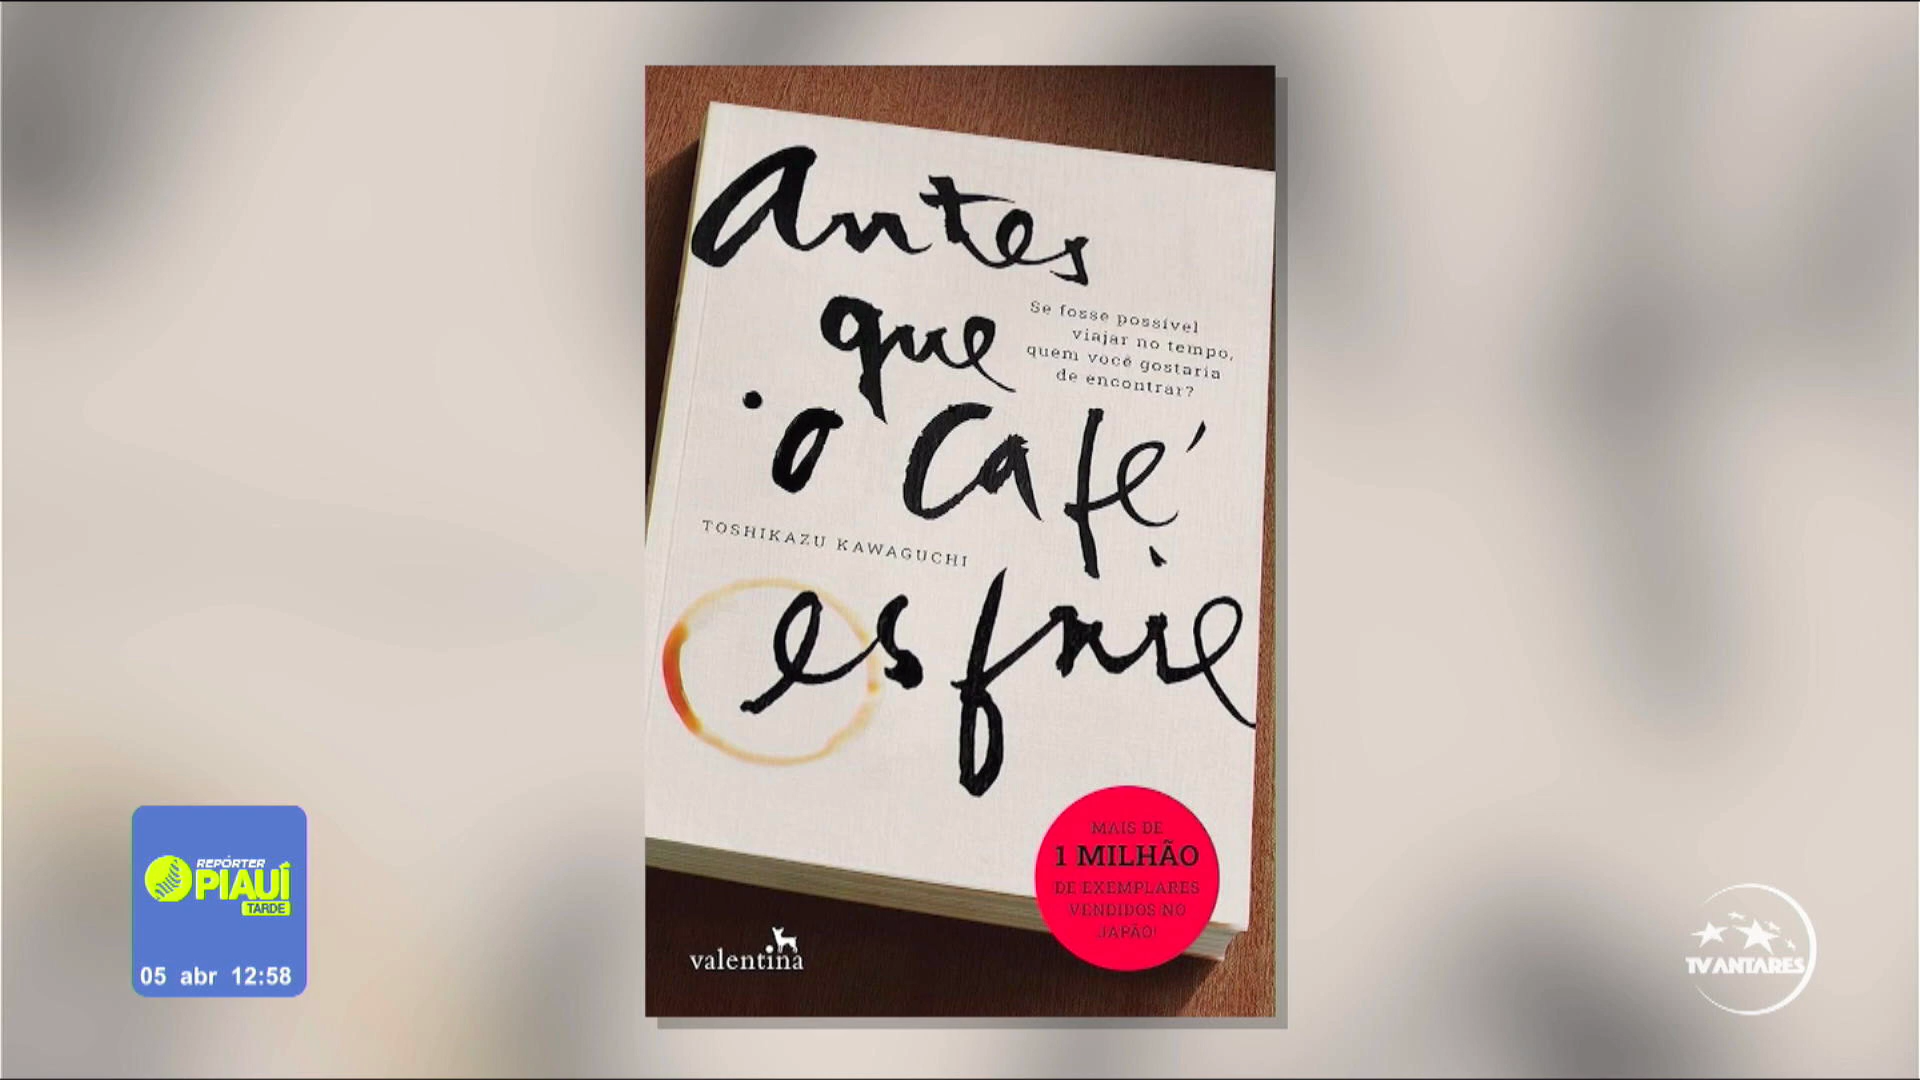 Antes
que
Se fosse possível
viajar no tempo,
quem você gostaria
de encontrar?
o Café
TOSHIKAZU KAWAGUCHI
esfrie
MAIS DE
1 MILHÃO
DE EXEMPLARES
VENDIDOS NO
JAPÃO!
valentina
REPÓRTER
PIAUÍ
TARDE
05 abr 12:58
TV ANTARES